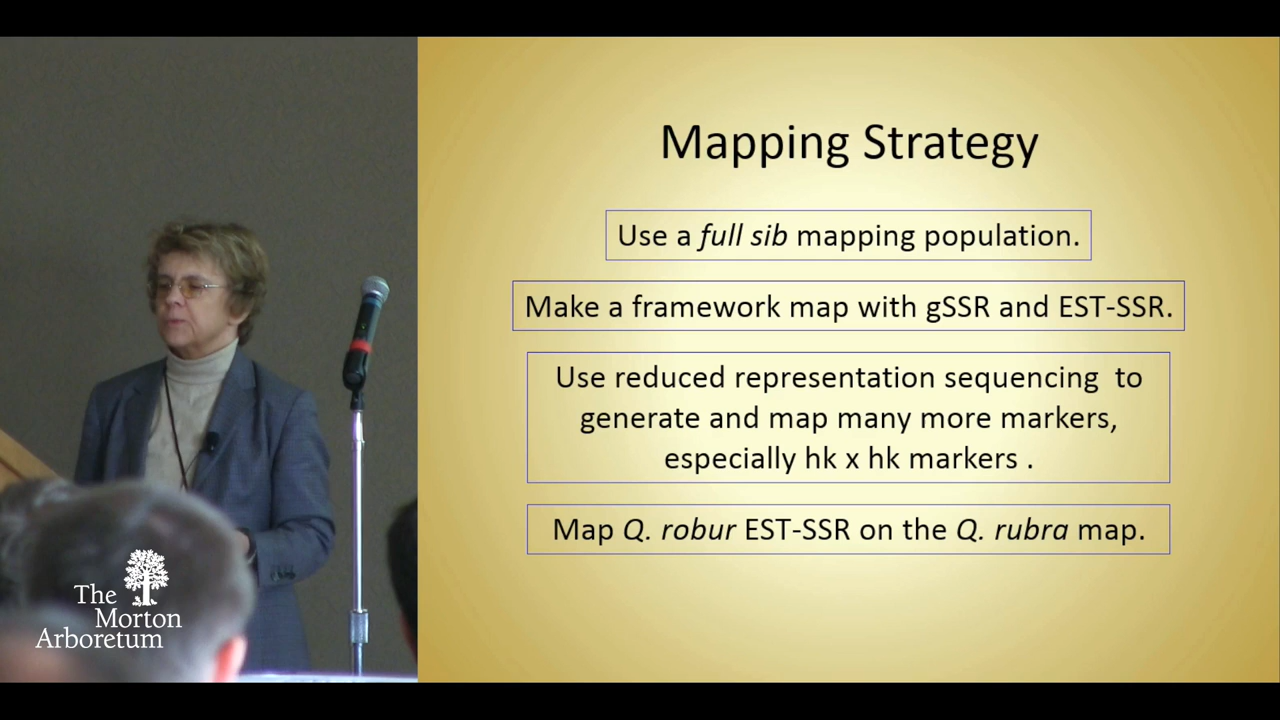 Mapping Strategy
Use a full sib mapping population.
Make a framework map with gSSR and EST-SSR.
Use reduced representation sequencing to
generate and map many more markers,
especially hk x hk markers .
Map Q. robur EST-SSR on the Q. rubra map.
The
Morton
Arboretum